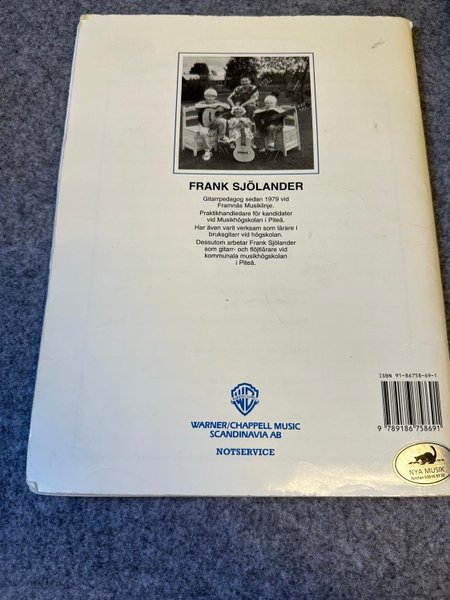 FRANK SJÖLANDER
Gitarrpedagog sedan 1979 vid
Framnäs Musiklinje.
Praktikhandledare för kandidater
vid Musikhögskolan i Piteå.
Har även varit verksam som lärare i
bruksgitarr vid högskolan.
Dessutom arbetar Frank Sjölander
som gitarr- och flöjtlärare vid
kommunala musikhögskolan
i Piteå.
ISBN 91-86758-69-1
9 789186 758691
WB
WARNER/CHAPPELL MUSIC
SCANDINAVIA AB
NOTSERVICE
NYA MUSIK